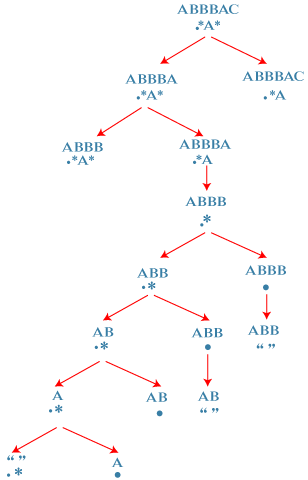 ABBBAC
.*A*
ABBBA
.*A*
ABBBAC
.*A
ABBB
.*A*
ABBBA
.*A
ABBB
.*
ABB
.*
ABBB
.
AB
.*
ABB
.
ABB
“ ”
A
.*
AB
.
AB
“ ”
“ ”
.*
A
.